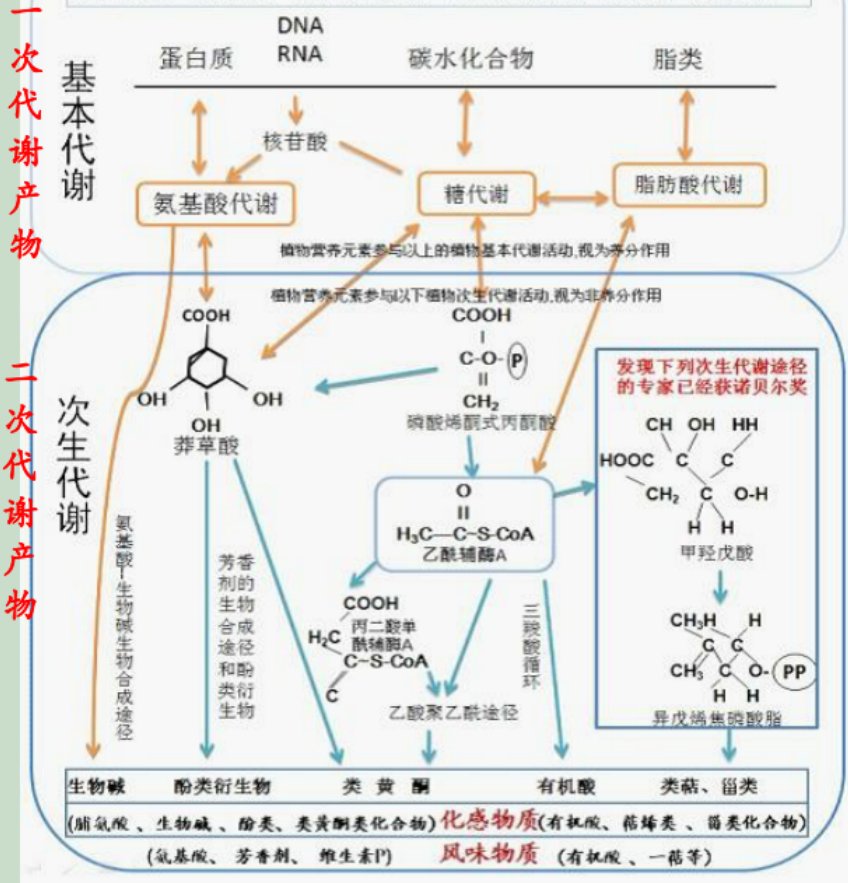 一次代谢产物
二次代谢产物
基本代谢
DNA
RNA
蛋白质
碳水化合物
脂类
核苷酸
氨基酸代谢
糖代谢
脂肪酸代谢
植物营养元素参与以上的植物基本代谢活动,视为养分作用
植物营养元素参与以下植物次生代谢活动,视为非养分作用
次生代谢
COOH
OH
OH
OH
莽草酸
COOH
C-O-P
CH₂
磷酸烯酮式丙酮酸
发现下列次生代谢途径
的专家已经获诺贝尔奖
CH OH HH
HOOC C C
CH₂ C O-H
H H
甲羟戊酸
O
H₃C—C~S-CoA
乙酰辅酶A
氨基酸-生物碱生物合成途径
芳香剂的生物合成途径和酚类衍生物
COOH
H₂C 丙二酸单
酰辅酶A
C~S-CoA
C
三羧酸循环
乙酸聚乙酰途径
CH₃H H
C C
CH₃ C O-PP
H H
异戊烯焦磷酸脂
生物碱 酚类衍生物 类黄酮 有机酸 类萜、甾类
(脯氨酸、生物碱、酚类、类黄酮类化合物)化感物质(有机酸、萜烯类、甾类化合物)
(氨基酸、芳香剂、维生素P) 风味物质 (有机酸、一萜等)